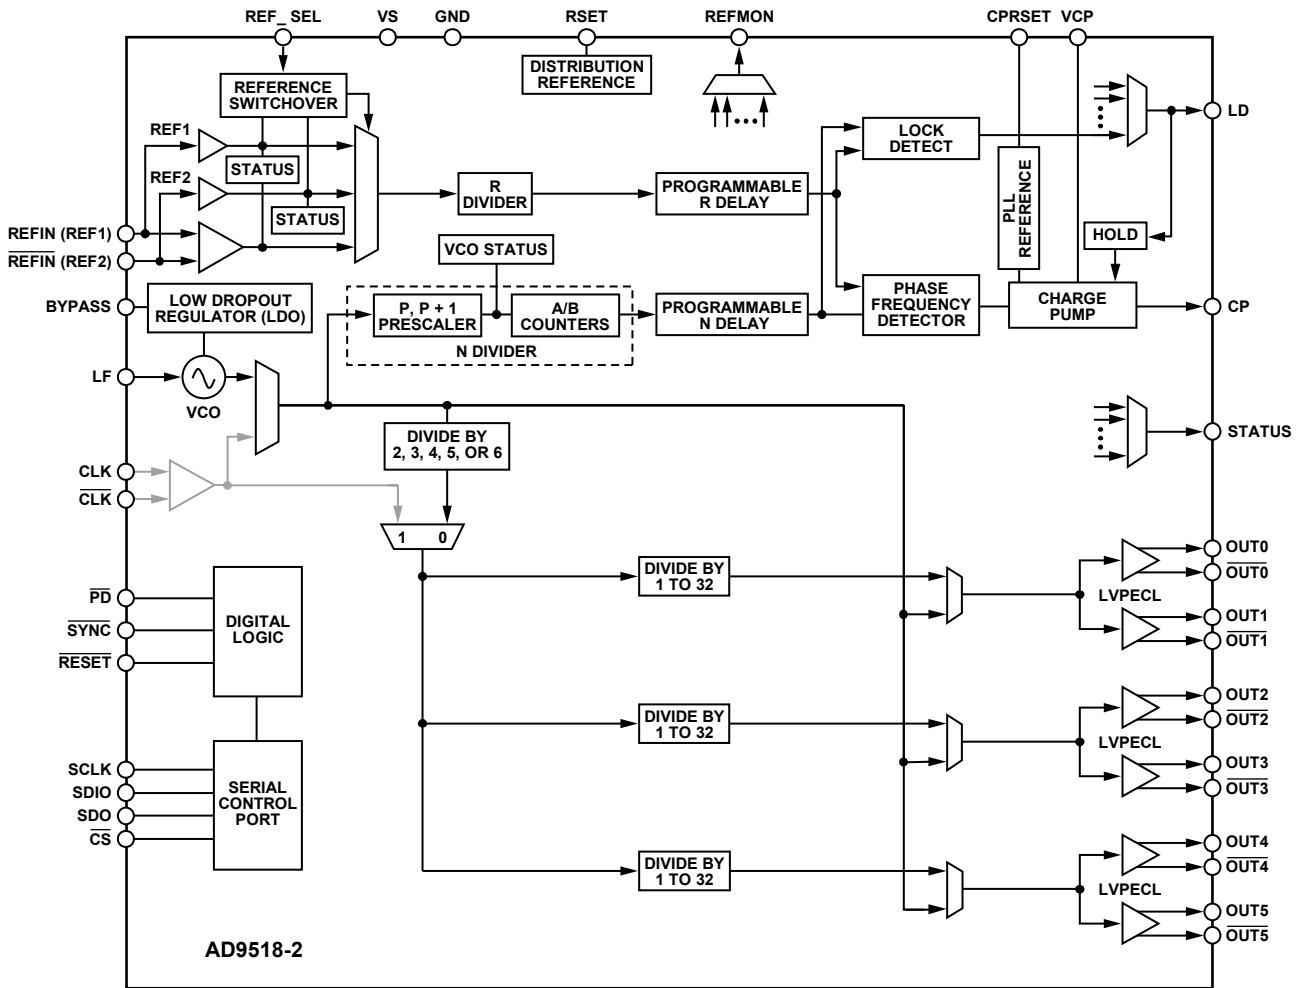 REF_ SEL
VS
GND
RSET
REFMON
CPRSET
VCP
REFERENCE
SWITCHOVER
DISTRIBUTION
REFERENCE
REF1
STATUS
REF2
STATUS
R
DIVIDER
PROGRAMMABLE
R DELAY
LOCK
DETECT
LD
PLL
REFERENCE
HOLD
REFIN (REF1)
REFIN (REF2)
VCO STATUS
BYPASS
LOW DROPOUT
REGULATOR (LDO)
P, P + 1
PRESCALER
A/B
COUNTERS
N DIVIDER
PROGRAMMABLE
N DELAY
PHASE
FREQUENCY
DETECTOR
CHARGE
PUMP
CP
LF
VCO
DIVIDE BY
2, 3, 4, 5, OR 6
STATUS
CLK
CLK
1
0
DIVIDE BY
1 TO 32
LVPECL
OUT0
OUT0
OUT1
OUT1
PD
SYNC
RESET
DIGITAL
LOGIC
DIVIDE BY
1 TO 32
LVPECL
OUT2
OUT2
OUT3
OUT3
SCLK
SDIO
SDO
CS
SERIAL
CONTROL
PORT
DIVIDE BY
1 TO 32
LVPECL
OUT4
OUT4
OUT5
OUT5
AD9518-2